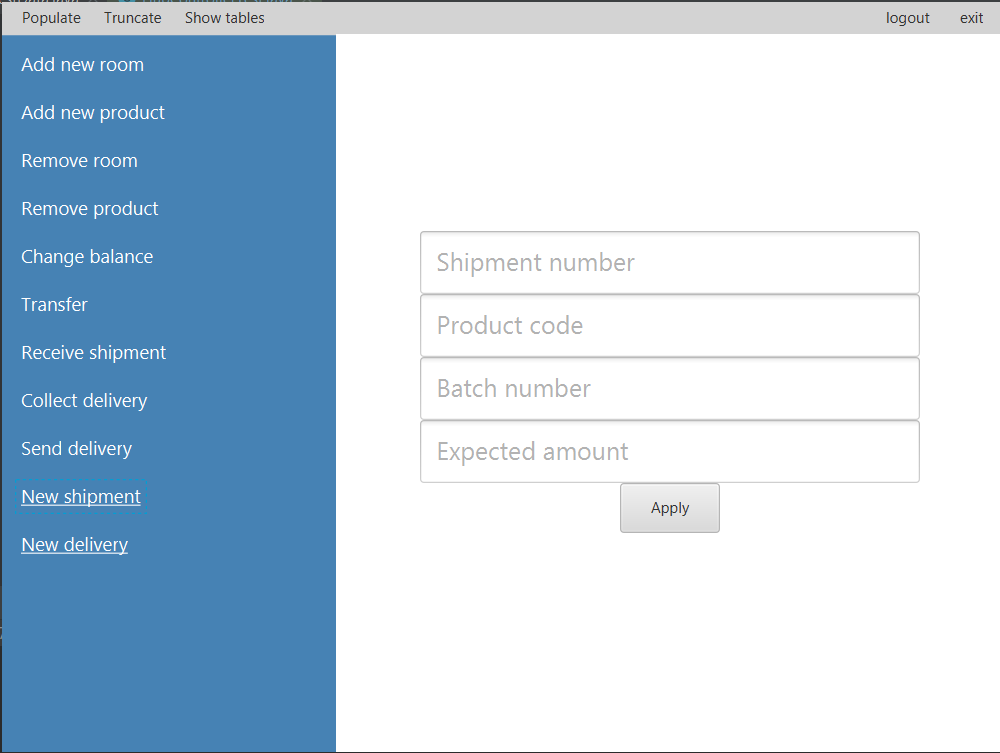 Populate Truncate Show tables logout exit
Add new room
Add new product
Remove room
Remove product
Change balance
Transfer
Receive shipment
Collect delivery
Send delivery
New shipment
New delivery
Shipment number
Product code
Batch number
Expected amount
Apply